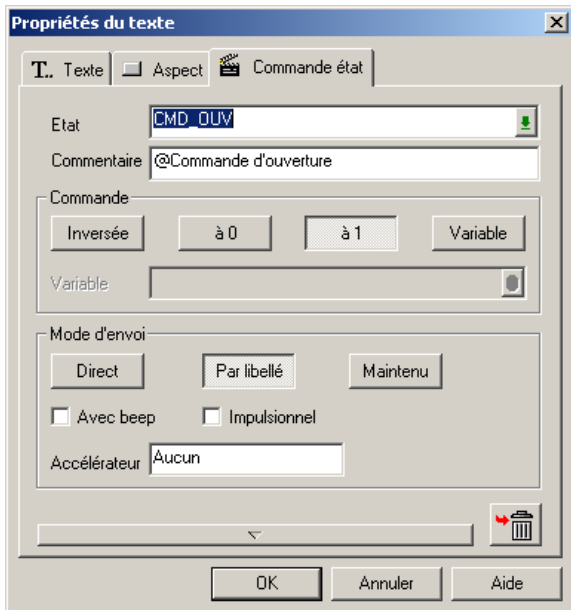 Propriétés du texte
T.. Texte Aspect Commande état
Etat CMD_OUV
Commentaire @Commande d'ouverture
Commande
Inversée à 0 à 1 Variable
Variable
Mode d'envoi
Direct Par libellé Maintenu
Avec beep Impulsionnel
Accélérateur Aucun
OK Annuler Aide